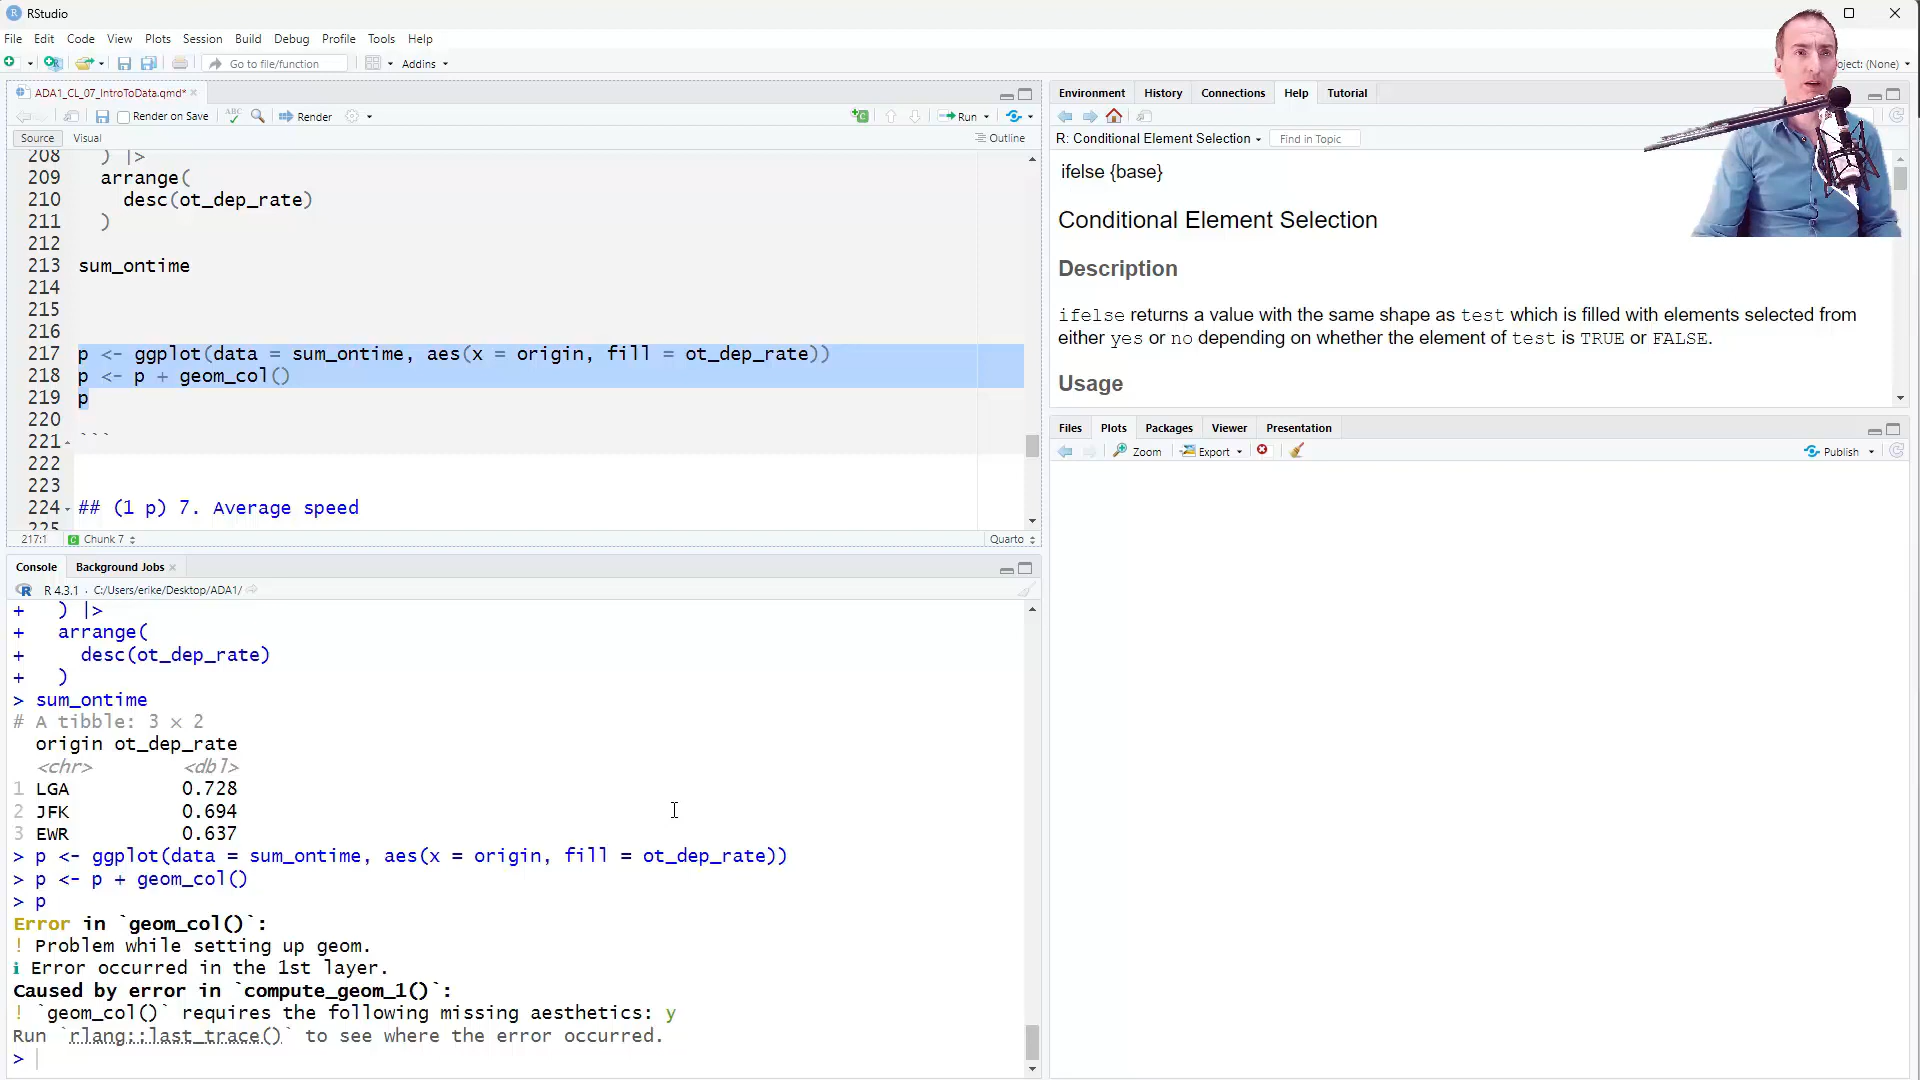 RStudio
File Edit Code View Plots Session Build Debug Profile Tools Help
Go to file/function
Addins
oject: (None)
ADA1_CL_07_IntroToData.qmd*
Render on Save
ABC
Render
Run
Source Visual
Outline
208   ) |>
209   arrange(
210     desc(ot_dep_rate)
211   )
212
213 sum_ontime
214
215
216
217 p <- ggplot(data = sum_ontime, aes(x = origin, fill = ot_dep_rate))
218 p <- p + geom_col()
219 p
220
221 ```
222
223
224 ## (1 p) 7. Average speed
225
217:1 Chunk 7 Quarto
Console Background Jobs
R 4.3.1 · C:/Users/erike/Desktop/ADA1/
+   ) |>
+   arrange(
+     desc(ot_dep_rate)
+   )
> sum_ontime
# A tibble: 3 × 2
  origin ot_dep_rate
  <chr>        <dbl>
1 LGA          0.728
2 JFK          0.694
3 EWR          0.637
> p <- ggplot(data = sum_ontime, aes(x = origin, fill = ot_dep_rate))
> p <- p + geom_col()
> p
Error in `geom_col()`:
! Problem while setting up geom.
ℹ Error occurred in the 1st layer.
Caused by error in `compute_geom_1()`:
! `geom_col()` requires the following missing aesthetics: y
Run `rlang::last_trace()` to see where the error occurred.
>
Environment History Connections Help Tutorial
R: Conditional Element Selection
Find in Topic
ifelse {base}
Conditional Element Selection
Description
ifelse returns a value with the same shape as test which is filled with elements selected from
either yes or no depending on whether the element of test is TRUE or FALSE.
Usage
Files Plots Packages Viewer Presentation
Zoom Export Publish